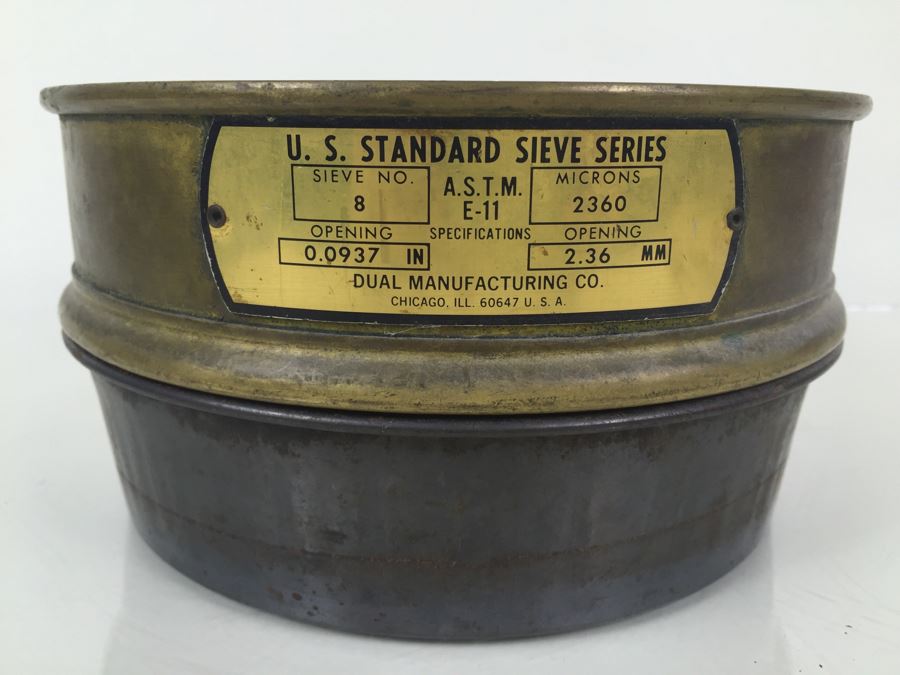 U. S. STANDARD SIEVE SERIES
SIEVE NO. A.S.T.M. MICRONS
8 E-11 2360
OPENING SPECIFICATIONS OPENING
0.0937 IN 2.36 MM
DUAL MANUFACTURING CO.
CHICAGO, ILL. 60647 U. S. A.